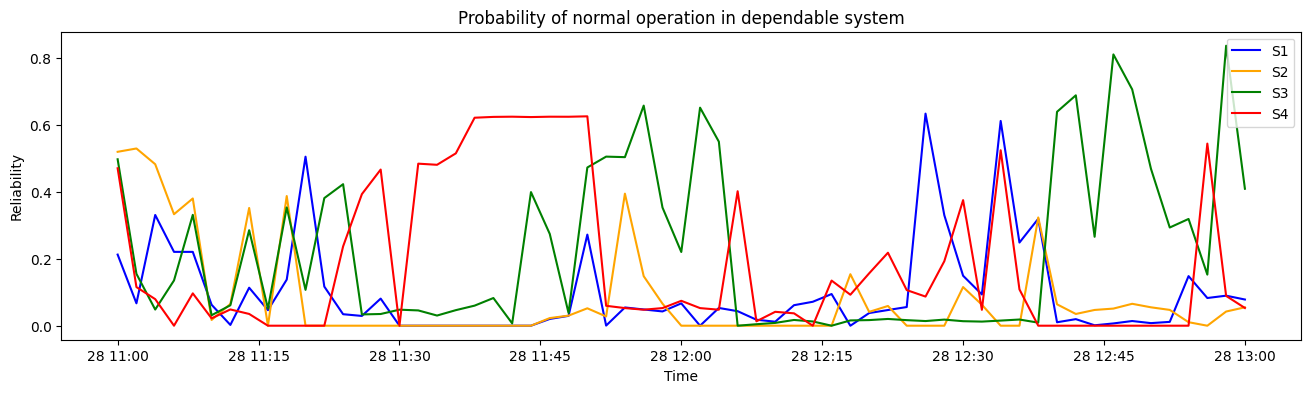 Probability of normal operation in dependable system
Reliability
0.8
0.6
0.4
0.2
0.0
S1
S2
S3
S4
28 11:00
28 11:15
28 11:30
28 11:45
28 12:00
28 12:15
28 12:30
28 12:45
28 13:00
Time